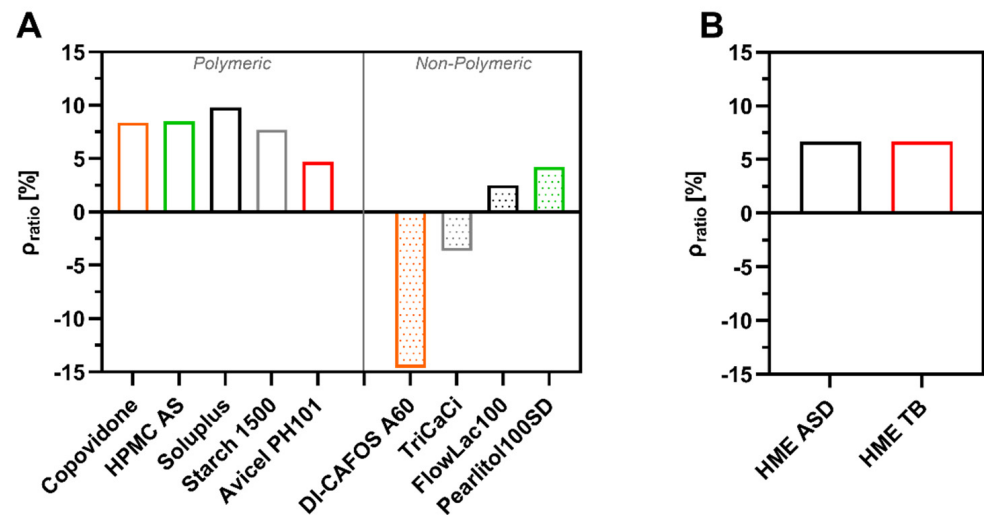 A
Polymeric
Non-Polymeric
ρratio [%]
15
10
5
0
-5
-10
-15
Copovidone
HPMC AS
Soluplus
Starch 1500
Avicel PH101
DI-CAFOS A60
TriCaCi
FlowLac100
Pearlitol100SD
B
ρratio [%]
15
10
5
0
-5
-10
-15
HME ASD
HME TB